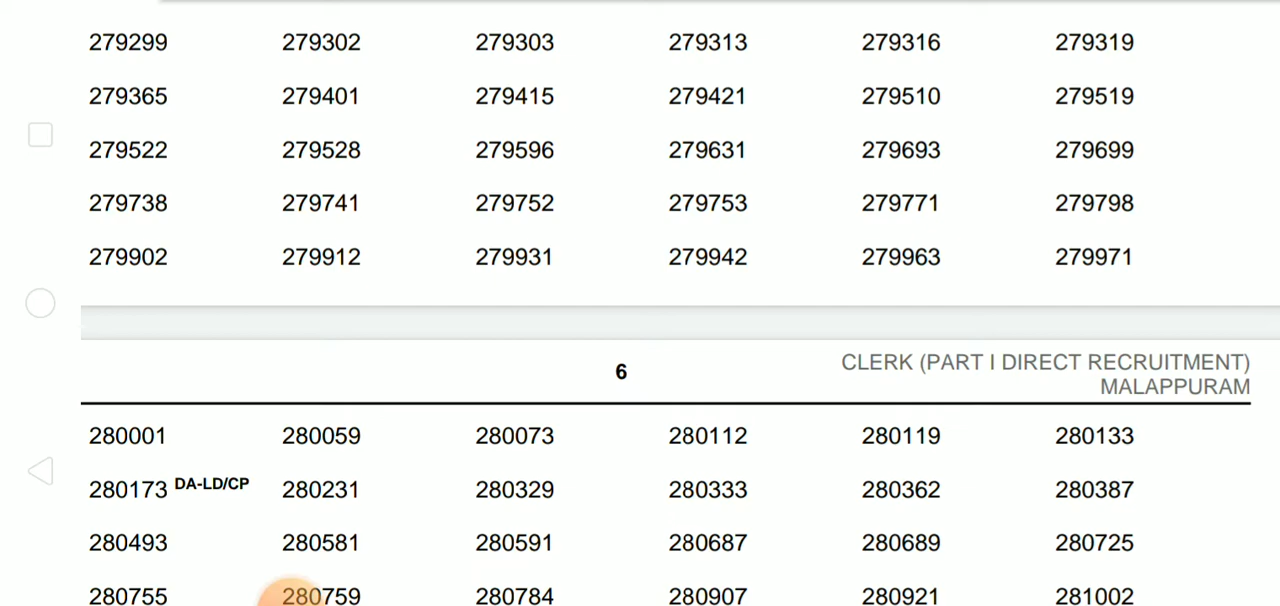 279299 279302 279303 279313 279316 279319
279365 279401 279415 279421 279510 279519
279522 279528 279596 279631 279693 279699
279738 279741 279752 279753 279771 279798
279902 279912 279931 279942 279963 279971
6
CLERK (PART I DIRECT RECRUITMENT)
MALAPPURAM
280001 280059 280073 280112 280119 280133
280173 DA-LD/CP 280231 280329 280333 280362 280387
280493 280581 280591 280687 280689 280725
280755 280759 280784 280907 280921 281002